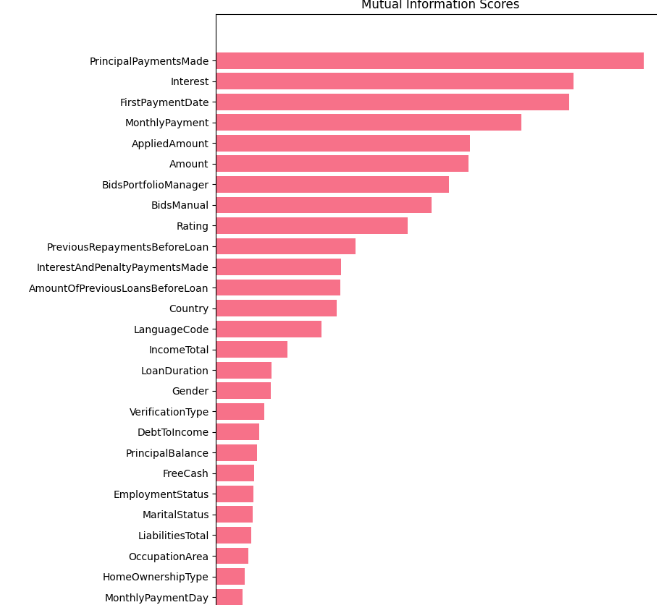 Mutual Information Scores
PrincipalPaymentsMade
Interest
FirstPaymentDate
MonthlyPayment
AppliedAmount
Amount
BidsPortfolioManager
BidsManual
Rating
PreviousRepaymentsBeforeLoan
InterestAndPenaltyPaymentsMade
AmountOfPreviousLoansBeforeLoan
Country
LanguageCode
IncomeTotal
LoanDuration
Gender
VerificationType
DebtToIncome
PrincipalBalance
FreeCash
EmploymentStatus
MaritalStatus
LiabilitiesTotal
OccupationArea
HomeOwnershipType
MonthlyPaymentDay